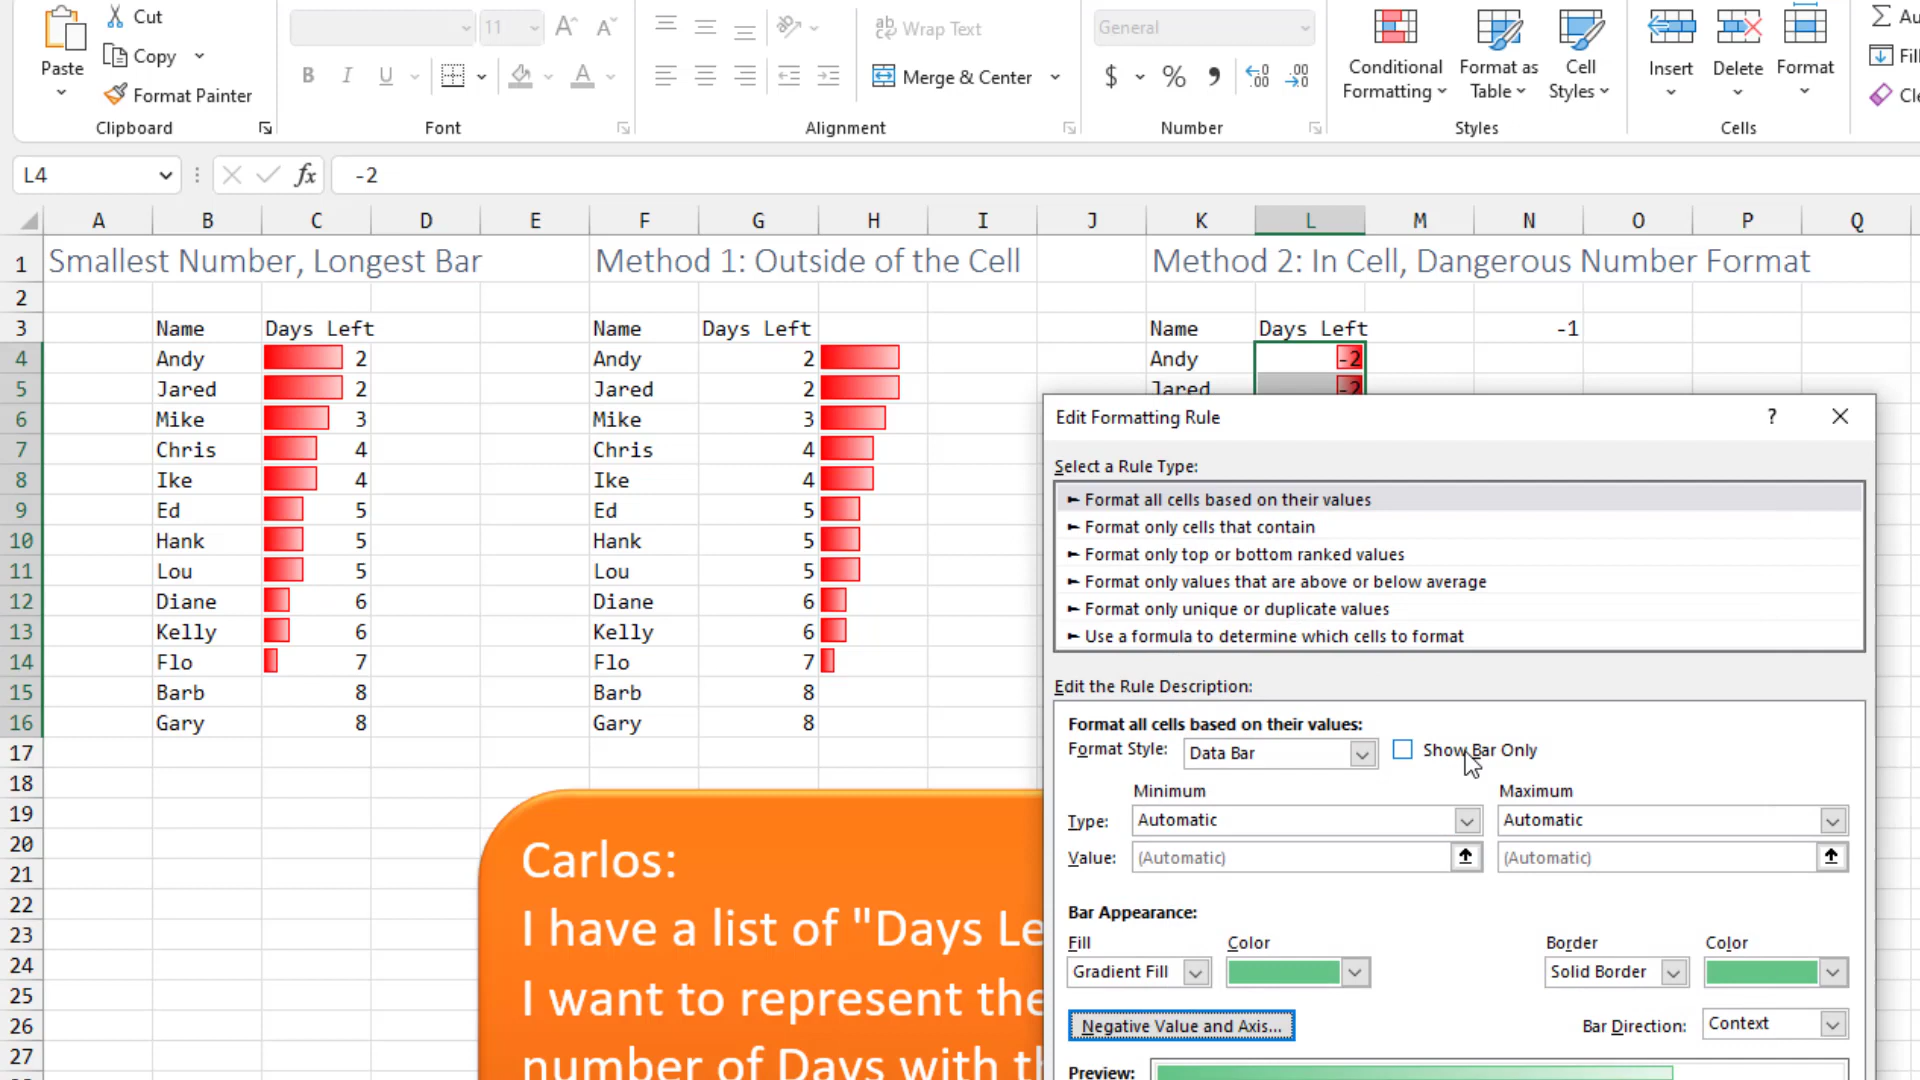 Cut
Copy
Paste
Format Painter
Clipboard
11
A A
B I U
A
Font
ab Wrap Text
Merge & Center
Alignment
General
$ % ,
Number
Conditional Formatting
Format as Table
Cell Styles
Styles
Insert
Delete
Format
Cells
L4
fx
-2
A B C D E F G H I J K L M N O P Q
1 Smallest Number, Longest Bar Method 1: Outside of the Cell Method 2: In Cell, Dangerous Number Format
2
3 Name Days Left Name Days Left Name Days Left -1
4 Andy 2 Andy 2 Andy -2
5 Jared 2 Jared 2 Jared -2
6 Mike 3 Mike 3
7 Chris 4 Chris 4
8 Ike 4 Ike 4
9 Ed 5 Ed 5
10 Hank 5 Hank 5
11 Lou 5 Lou 5
12 Diane 6 Diane 6
13 Kelly 6 Kelly 6
14 Flo 7 Flo 7
15 Barb 8 Barb 8
16 Gary 8 Gary 8
17
18
19
20
21
22
23
24
25
26
27
Carlos:
I have a list of "Days Le
I want to represent the
number of Days with th
Edit Formatting Rule ?
Select a Rule Type:
Format all cells based on their values
Format only cells that contain
Format only top or bottom ranked values
Format only values that are above or below average
Format only unique or duplicate values
Use a formula to determine which cells to format
Edit the Rule Description:
Format all cells based on their values:
Format Style: Data Bar Show Bar Only
Minimum Maximum
Type: Automatic Automatic
Value: (Automatic) (Automatic)
Bar Appearance:
Fill Color Border Color
Gradient Fill Solid Border
Negative Value and Axis... Bar Direction: Context
Preview: